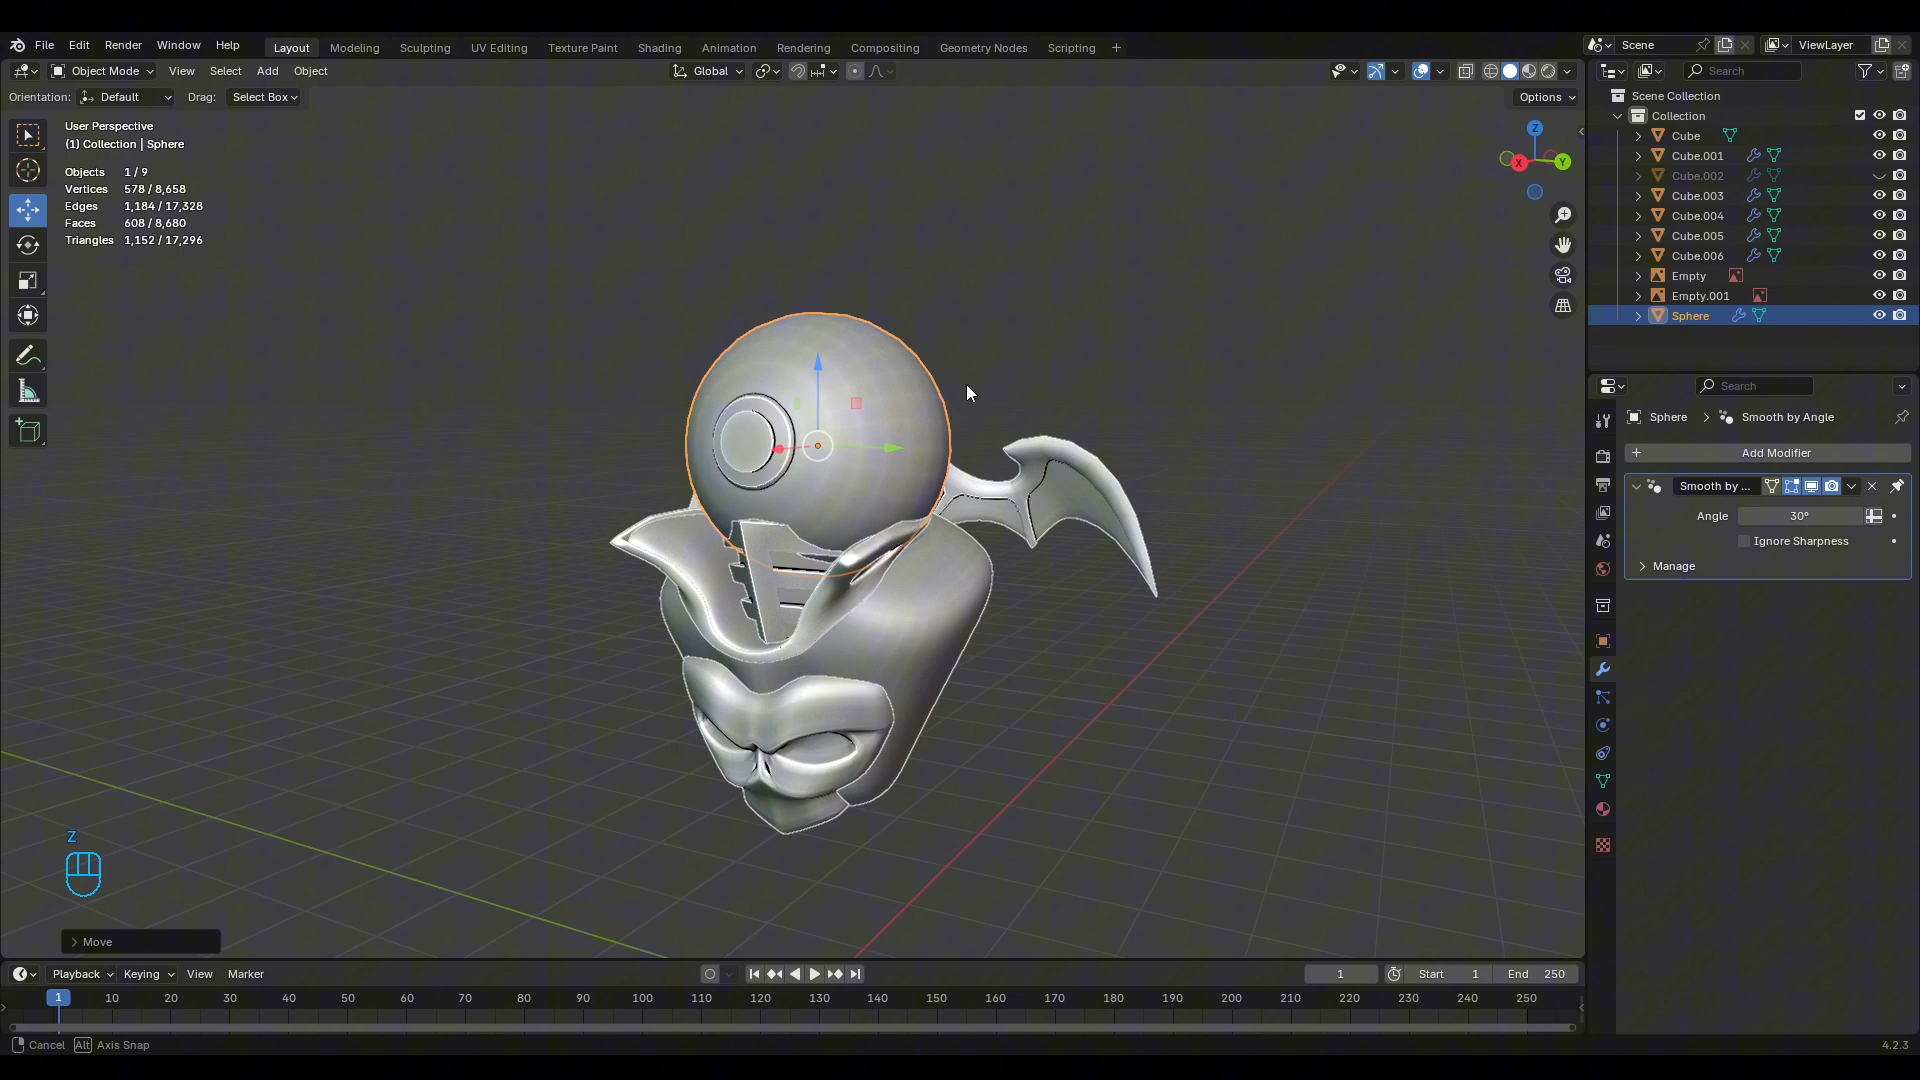 File Edit Render Window Help Layout Modeling Sculpting UV Editing Texture Paint Shading Animation Rendering Compositing Geometry Nodes Scripting + Scene ViewLayer
Object Mode View Select Add Object Global Search
Orientation: Default Drag: Select Box Options
User Perspective
(1) Collection | Sphere
Objects 1 / 9
Vertices 578 / 8,658
Edges 1,184 / 17,328
Faces 608 / 8,680
Triangles 1,152 / 17,296
Z
X
Y
Scene Collection
Collection
Cube
Cube.001
Cube.002
Cube.003
Cube.004
Cube.005
Cube.006
Empty
Empty.001
Sphere
Search
Sphere > Smooth by Angle
+ Add Modifier
Smooth by ...
Angle 30°
Ignore Sharpness
Manage
Z
Move
Playback Keying View Marker 1 Start 1 End 250
1 10 20 30 40 50 60 70 80 90 100 110 120 130 140 150 160 170 180 190 200 210 220 230 240 250
Cancel Alt Axis Snap 4.2.3